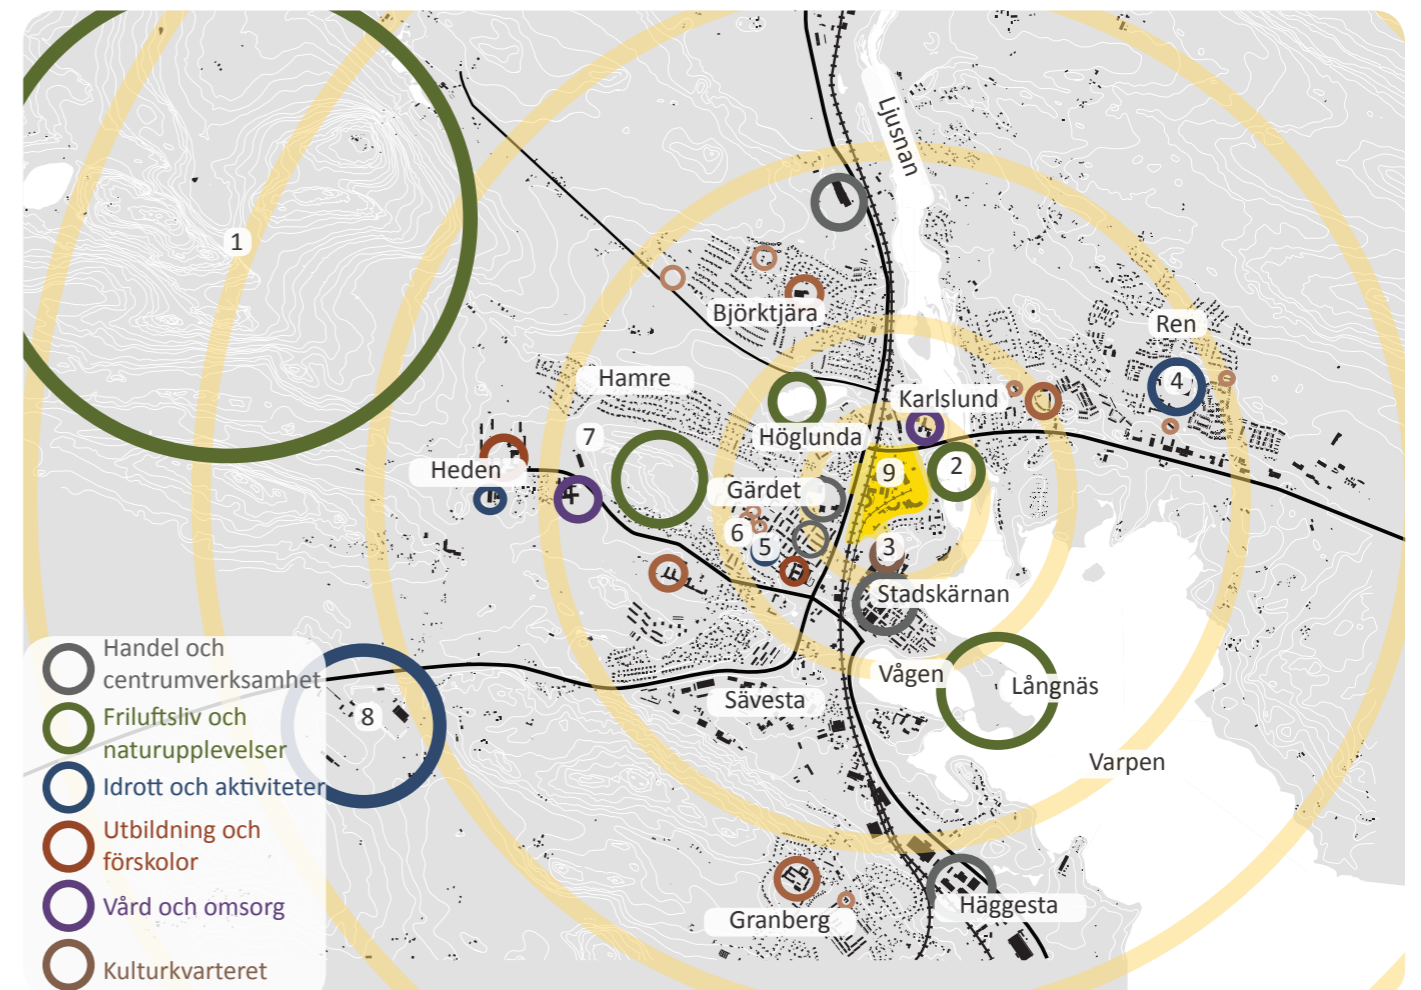 Ljusnan
1
Björktjära
Ren
Hamre
4
Karlslund
7
Höglunda
Heden
2
9
Gärdet
6
5
3
Stadskärnan
Handel och
centrumverksamhet
Vågen
Långnäs
Sävesta
8
Friluftsliv och
naturupplevelser
Varpen
Idrott och aktiviteter
Utbildning och
förskolor
Vård och omsorg
Häggesta
Granberg
Kulturkvarteret